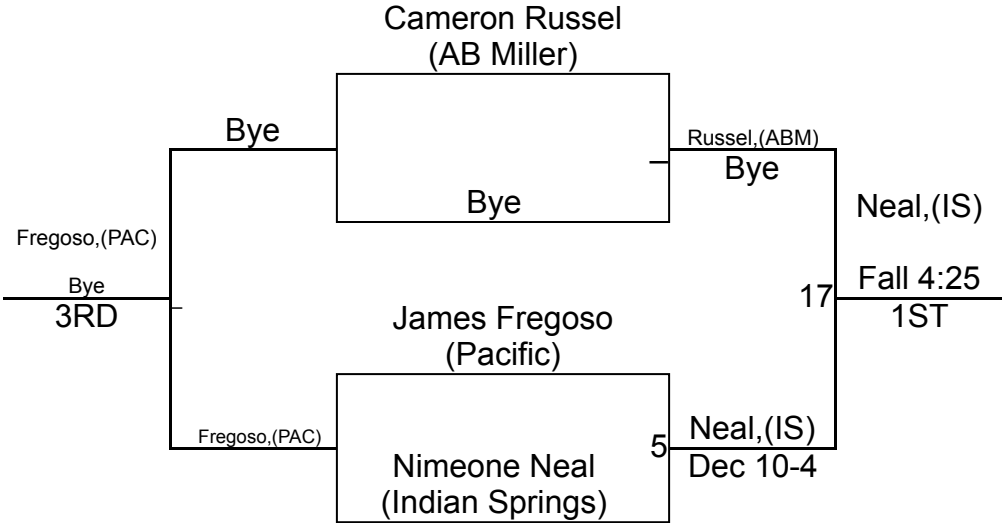 Cameron Russel
(AB Miller)
Bye
Russel,(ABM)
Bye
Bye
Neal,(IS)
Fregoso,(PAC)
Bye
3RD
17
Fall 4:25
1ST
James Fregoso
(Pacific)
Fregoso,(PAC)
5
Neal,(IS)
Dec 10-4
Nimeone Neal
(Indian Springs)